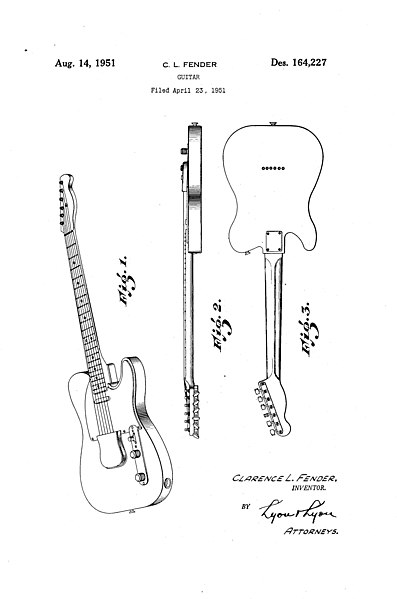 Aug. 14, 1951
C. L. FENDER
Des. 164,227
GUITAR
Filed April 23, 1951
Fig. 1.
Fig. 2.
Fig. 3.
CLARENCE L. FENDER,
INVENTOR.
BY Lyon & Lyon
ATTORNEYS.